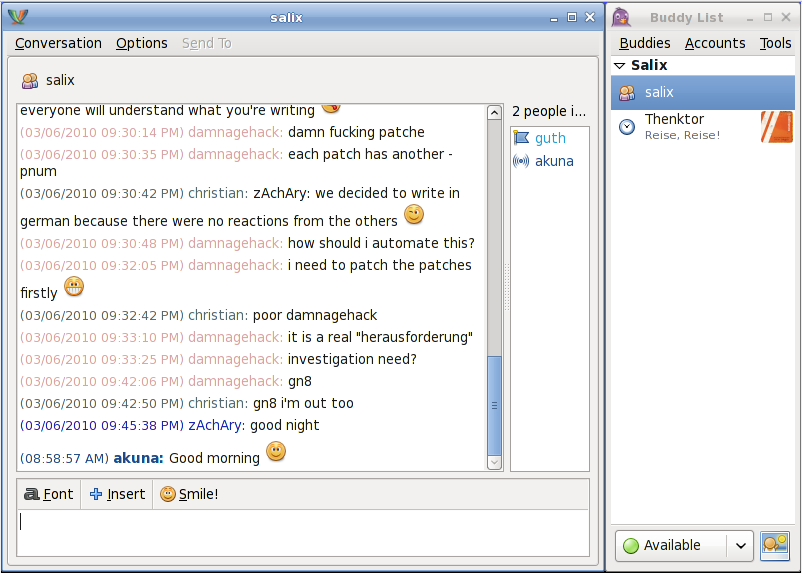 salix
Conversation Options Send To
salix
everyone will understand what you're writing
(03/06/2010 09:30:14 PM) damnagehack: damn fucking patche
(03/06/2010 09:30:35 PM) damnagehack: each patch has another -
pnum
(03/06/2010 09:30:42 PM) christian: zAchAry: we decided to write in
german because there were no reactions from the others
(03/06/2010 09:30:48 PM) damnagehack: how should i automate this?
(03/06/2010 09:32:05 PM) damnagehack: i need to patch the patches
firstly
(03/06/2010 09:32:42 PM) christian: poor damnagehack
(03/06/2010 09:33:10 PM) damnagehack: it is a real "herausforderung"
(03/06/2010 09:33:25 PM) damnagehack: investigation need?
(03/06/2010 09:42:06 PM) damnagehack: gn8
(03/06/2010 09:42:50 PM) christian: gn8 i'm out too
(03/06/2010 09:45:38 PM) zAchAry: good night
(08:58:57 AM) akuna: Good morning
2 people i...
guth
akuna
Font Insert Smile!
Buddy List
Buddies Accounts Tools
Salix
salix
Thenktor
Reise, Reise!
Available